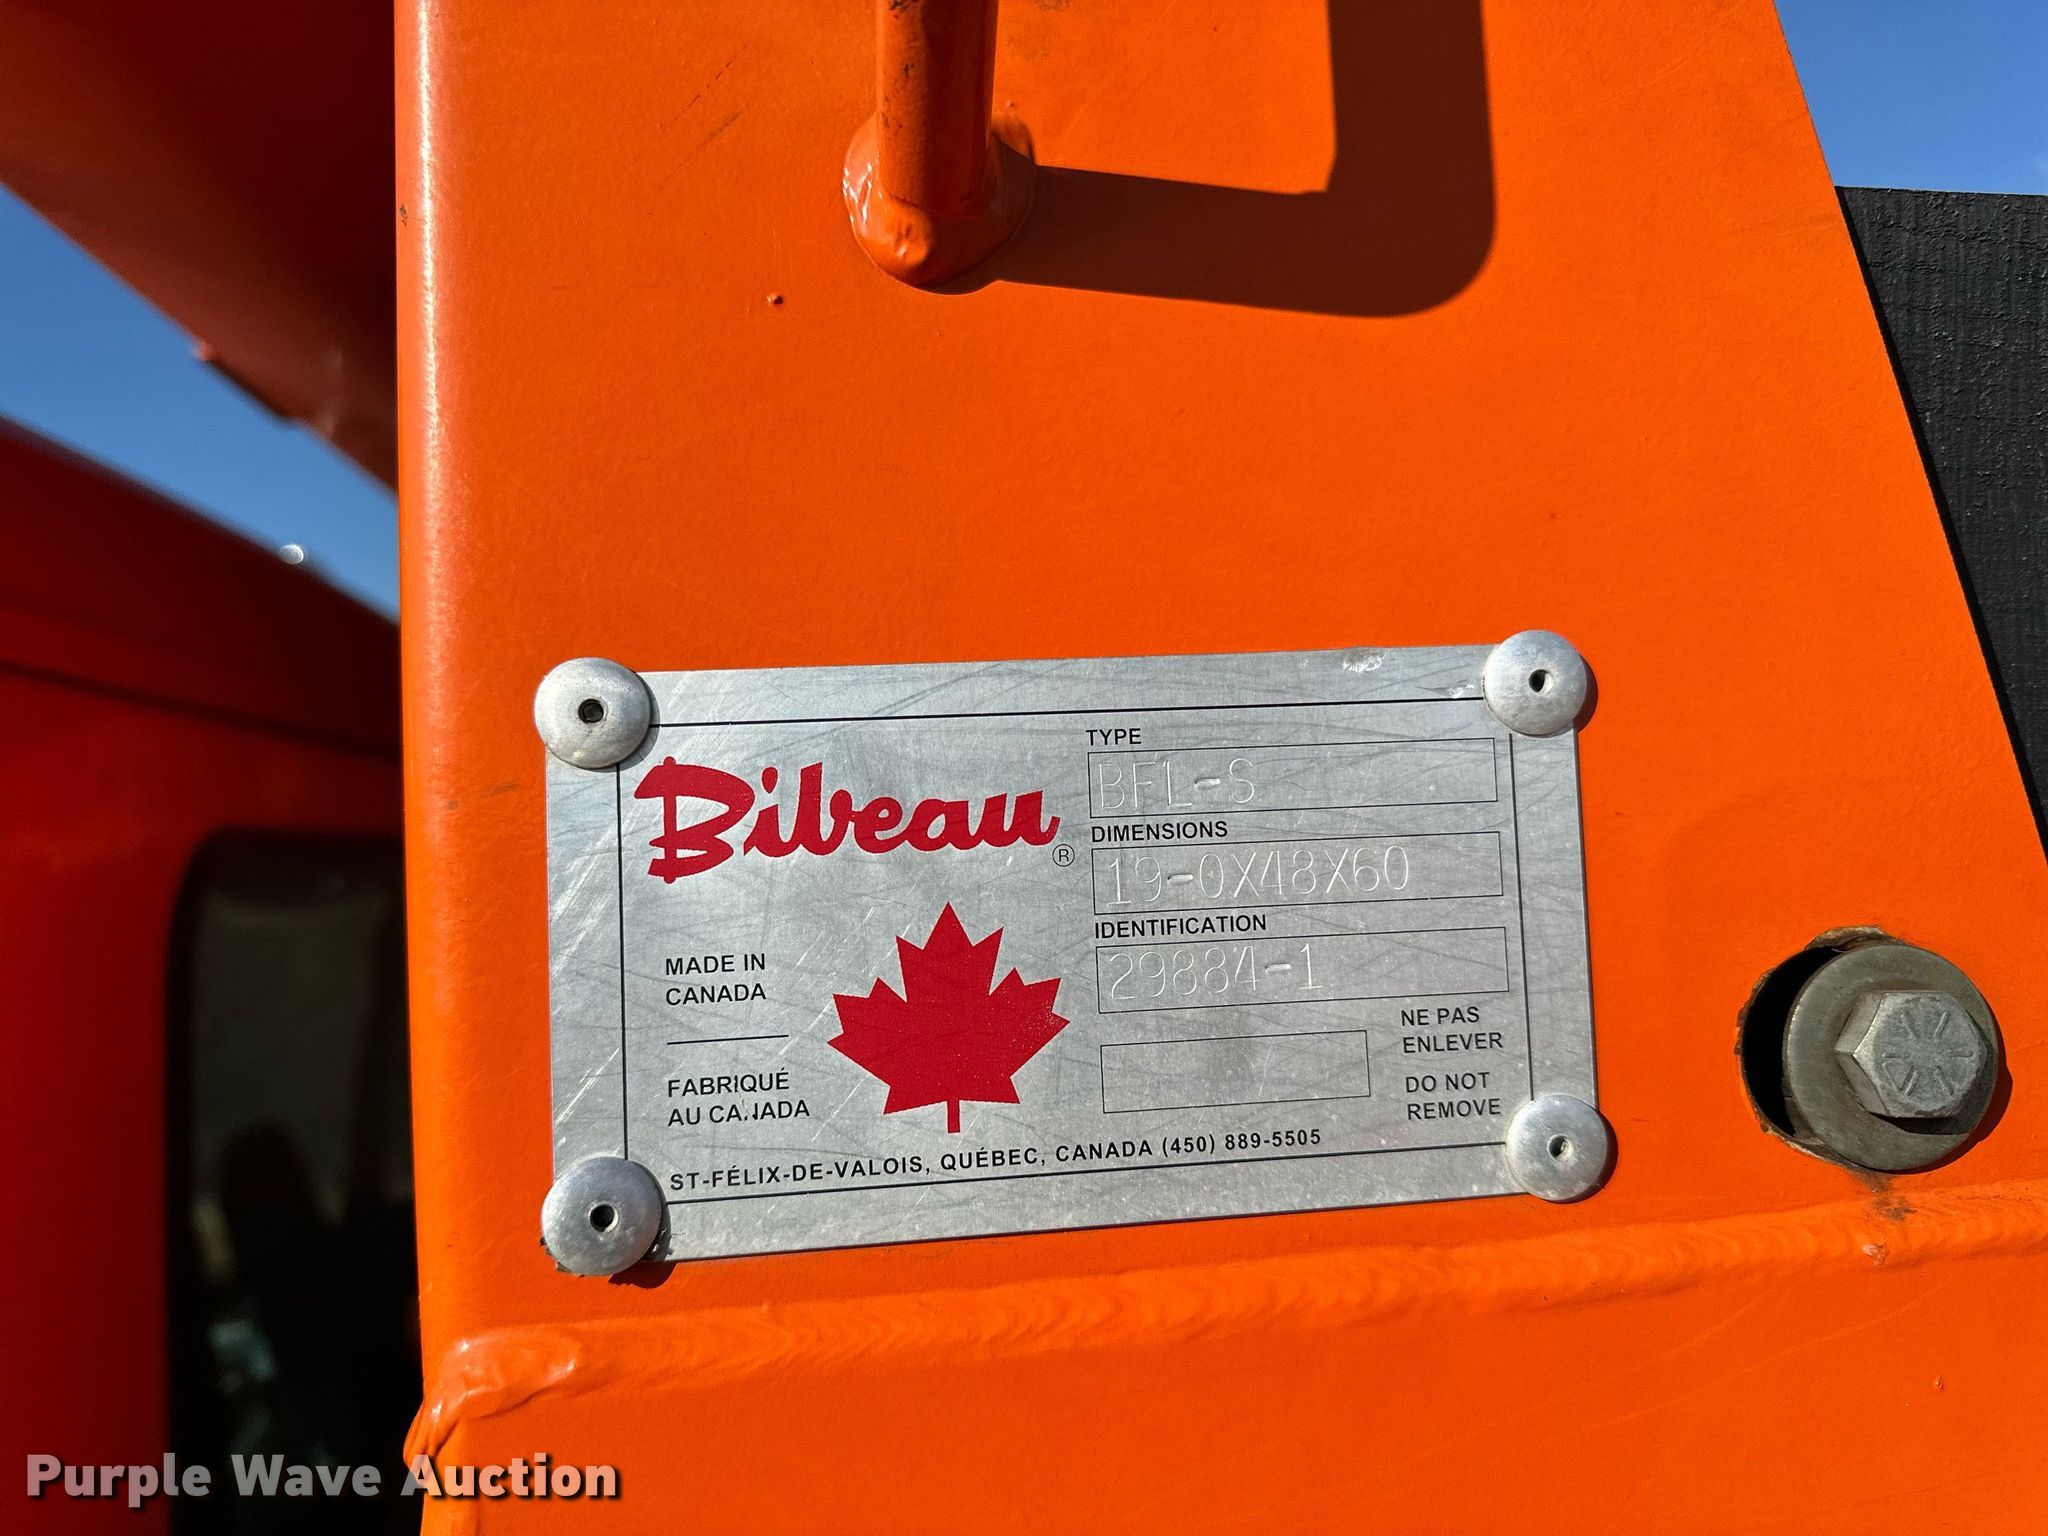 Bibeau®
TYPE
BFL-S
DIMENSIONS
19-0X48X60
IDENTIFICATION
29884-1
MADE IN
CANADA
FABRIQUÉ
AU CANADA
NE PAS
ENLEVER
DO NOT
REMOVE
ST-FÉLIX-DE-VALOIS, QUÉBEC, CANADA (450) 889-5505
Purple Wave Auction